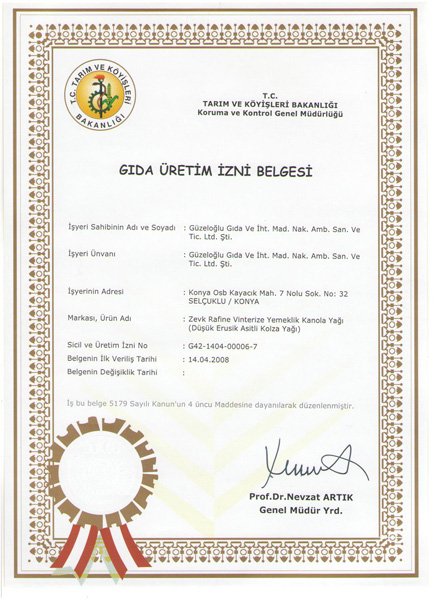 T.C. TARIM VE KÖYİŞLERİ
BAKANLIĞI
T.C.
TARIM VE KÖYİŞLERİ BAKANLIĞI
Koruma ve Kontrol Genel Müdürlüğü
GIDA ÜRETİM İZNİ BELGESİ
İşyeri Sahibinin Adı ve Soyadı : Güzeloğlu Gıda Ve İht. Mad. Nak. Amb. San. Ve
Tic. Ltd. Şti.
İşyeri Ünvanı : Güzeloğlu Gıda Ve İht. Mad. Nak. Amb. San. Ve
Tic. Ltd. Şti.
İşyerinin Adresi : Konya Osb Kayacık Mah. 7 Nolu Sok. No: 32
SELÇUKLU / KONYA
Markası, Ürün Adı : Zevk Rafine Vinterize Yemeklik Kanola Yağı
(Düşük Erusik Asitli Kolza Yağı)
Sicil ve Üretim İzni No : G42-1404-00006-7
Belgenin İlk Veriliş Tarihi : 14.04.2008
Belgenin Değişiklik Tarihi :
İş bu belge 5179 Sayılı Kanun'un 4 üncü Maddesine dayanılarak düzenlenmiştir.
Prof.Dr.Nevzat ARTIK
Genel Müdür Yrd.